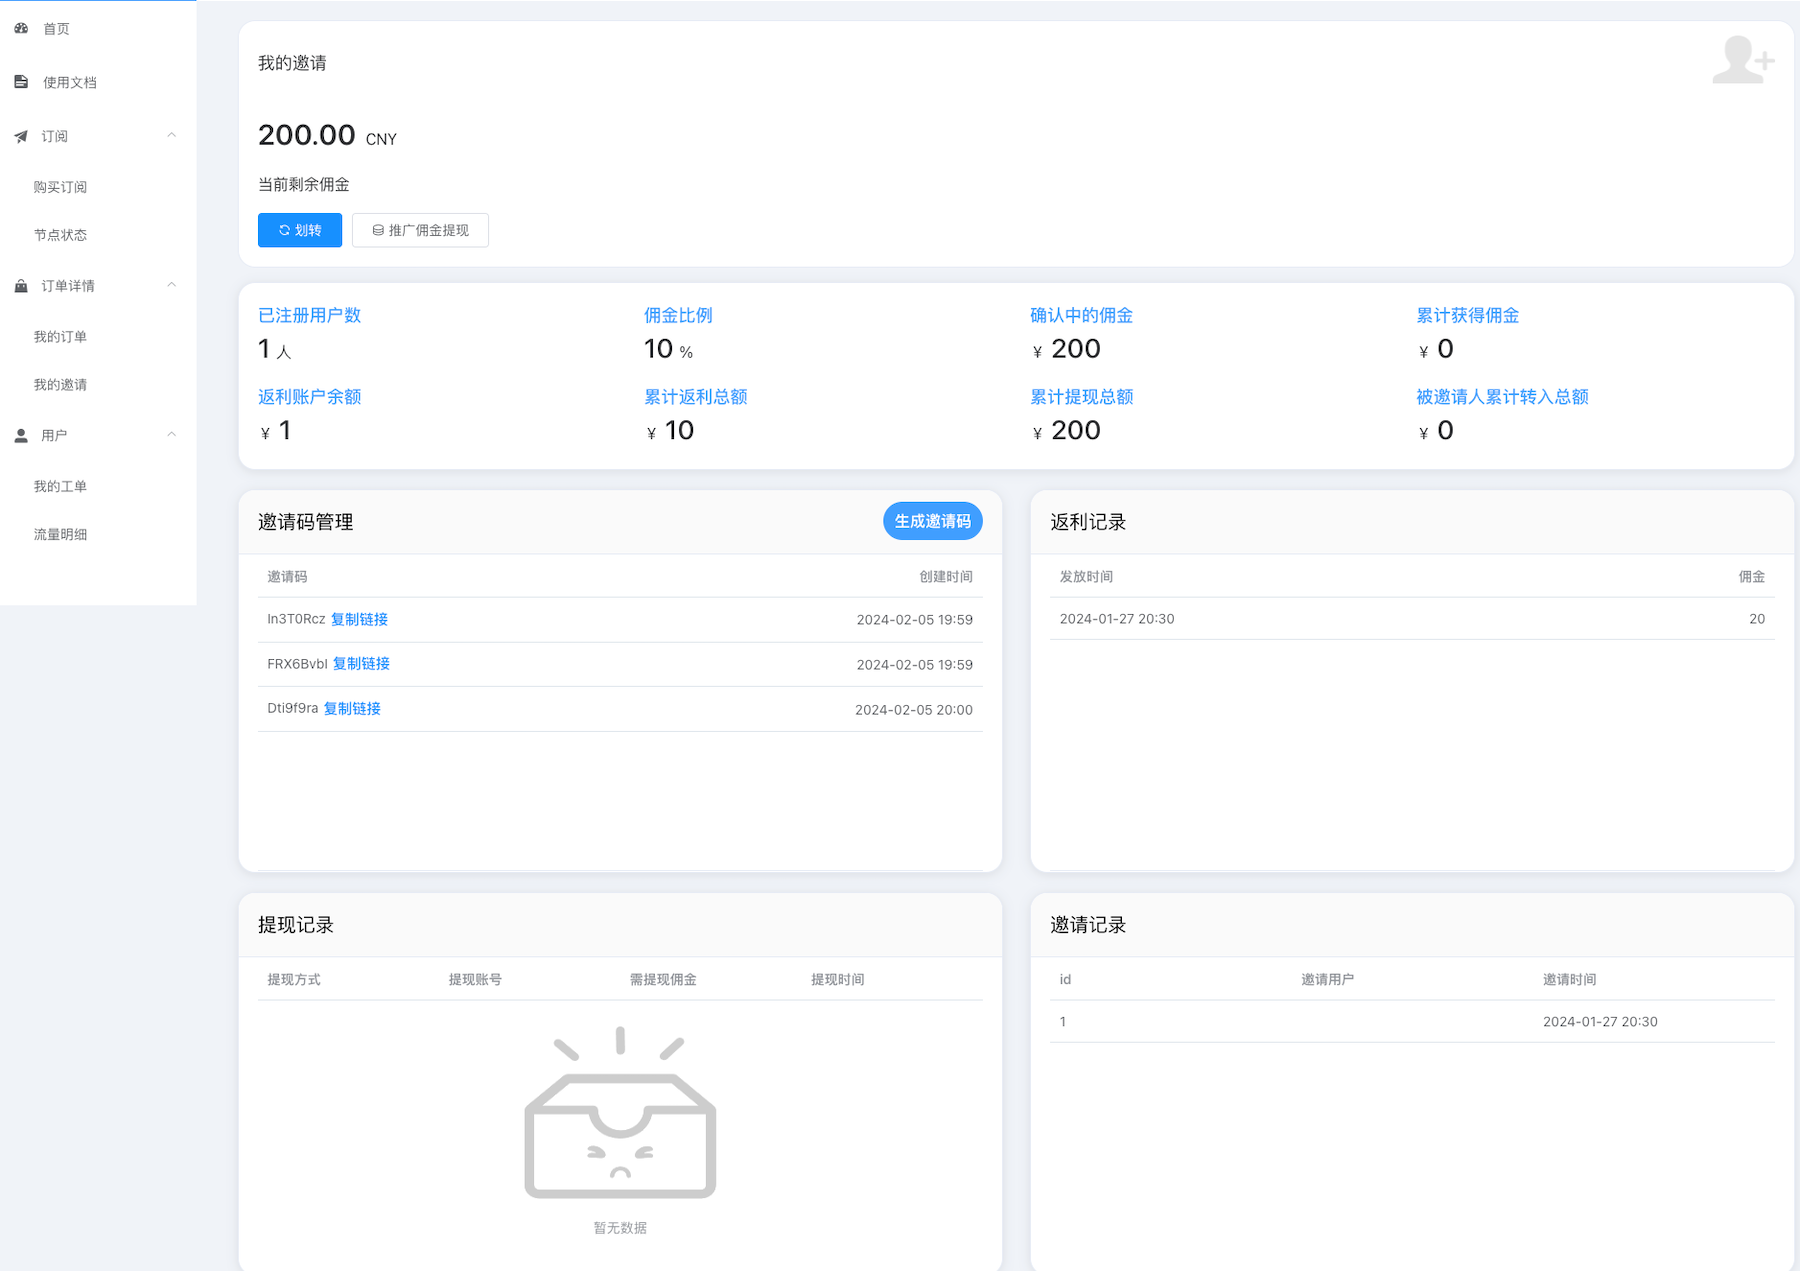 首页
使用文档
订阅
购买订阅
节点状态
订单详情
我的订单
我的邀请
用户
我的工单
流量明细
我的邀请
200.00 CNY
当前剩余佣金
划转 推广佣金提现
已注册用户数 佣金比例 确认中的佣金 累计获得佣金
1 人 10 % ¥ 200 ¥ 0
返利账户余额 累计返利总额 累计提现总额 被邀请人累计转入总额
¥ 1 ¥ 10 ¥ 200 ¥ 0
邀请码管理 生成邀请码
邀请码 创建时间
In3T0Rcz 复制链接 2024-02-05 19:59
FRX6Bvbl 复制链接 2024-02-05 19:59
Dti9f9ra 复制链接 2024-02-05 20:00
返利记录
发放时间 佣金
2024-01-27 20:30 20
提现记录
提现方式 提现账号 需提现佣金 提现时间
暂无数据
邀请记录
id 邀请用户 邀请时间
1 2024-01-27 20:30